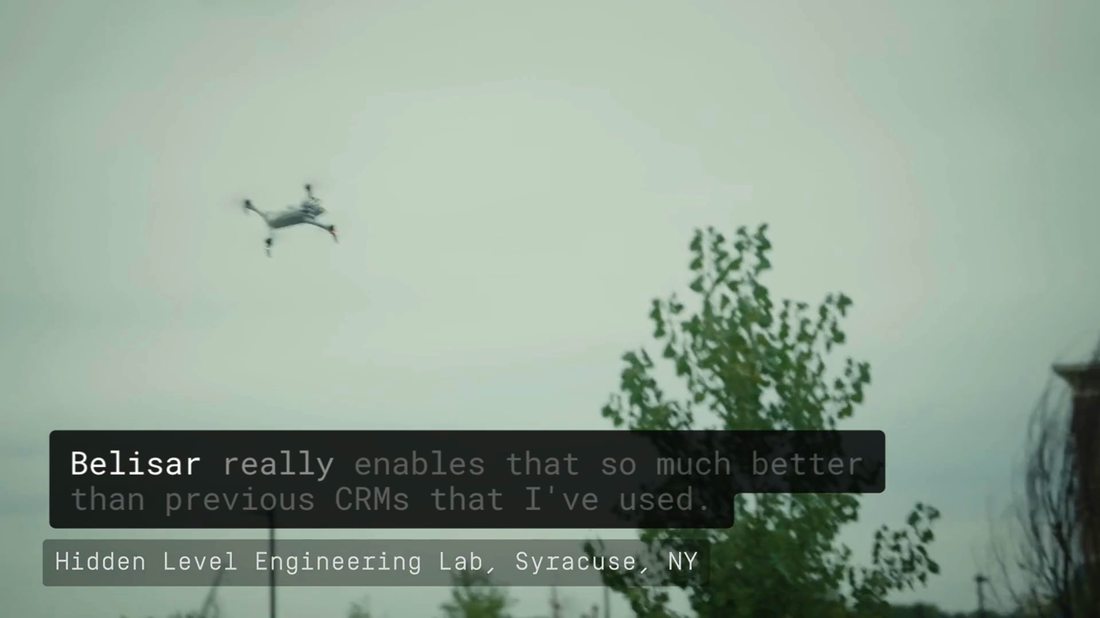 Belisar really enables that so much better
than previous CRMs that I've used.
Hidden Level Engineering Lab, Syracuse, NY